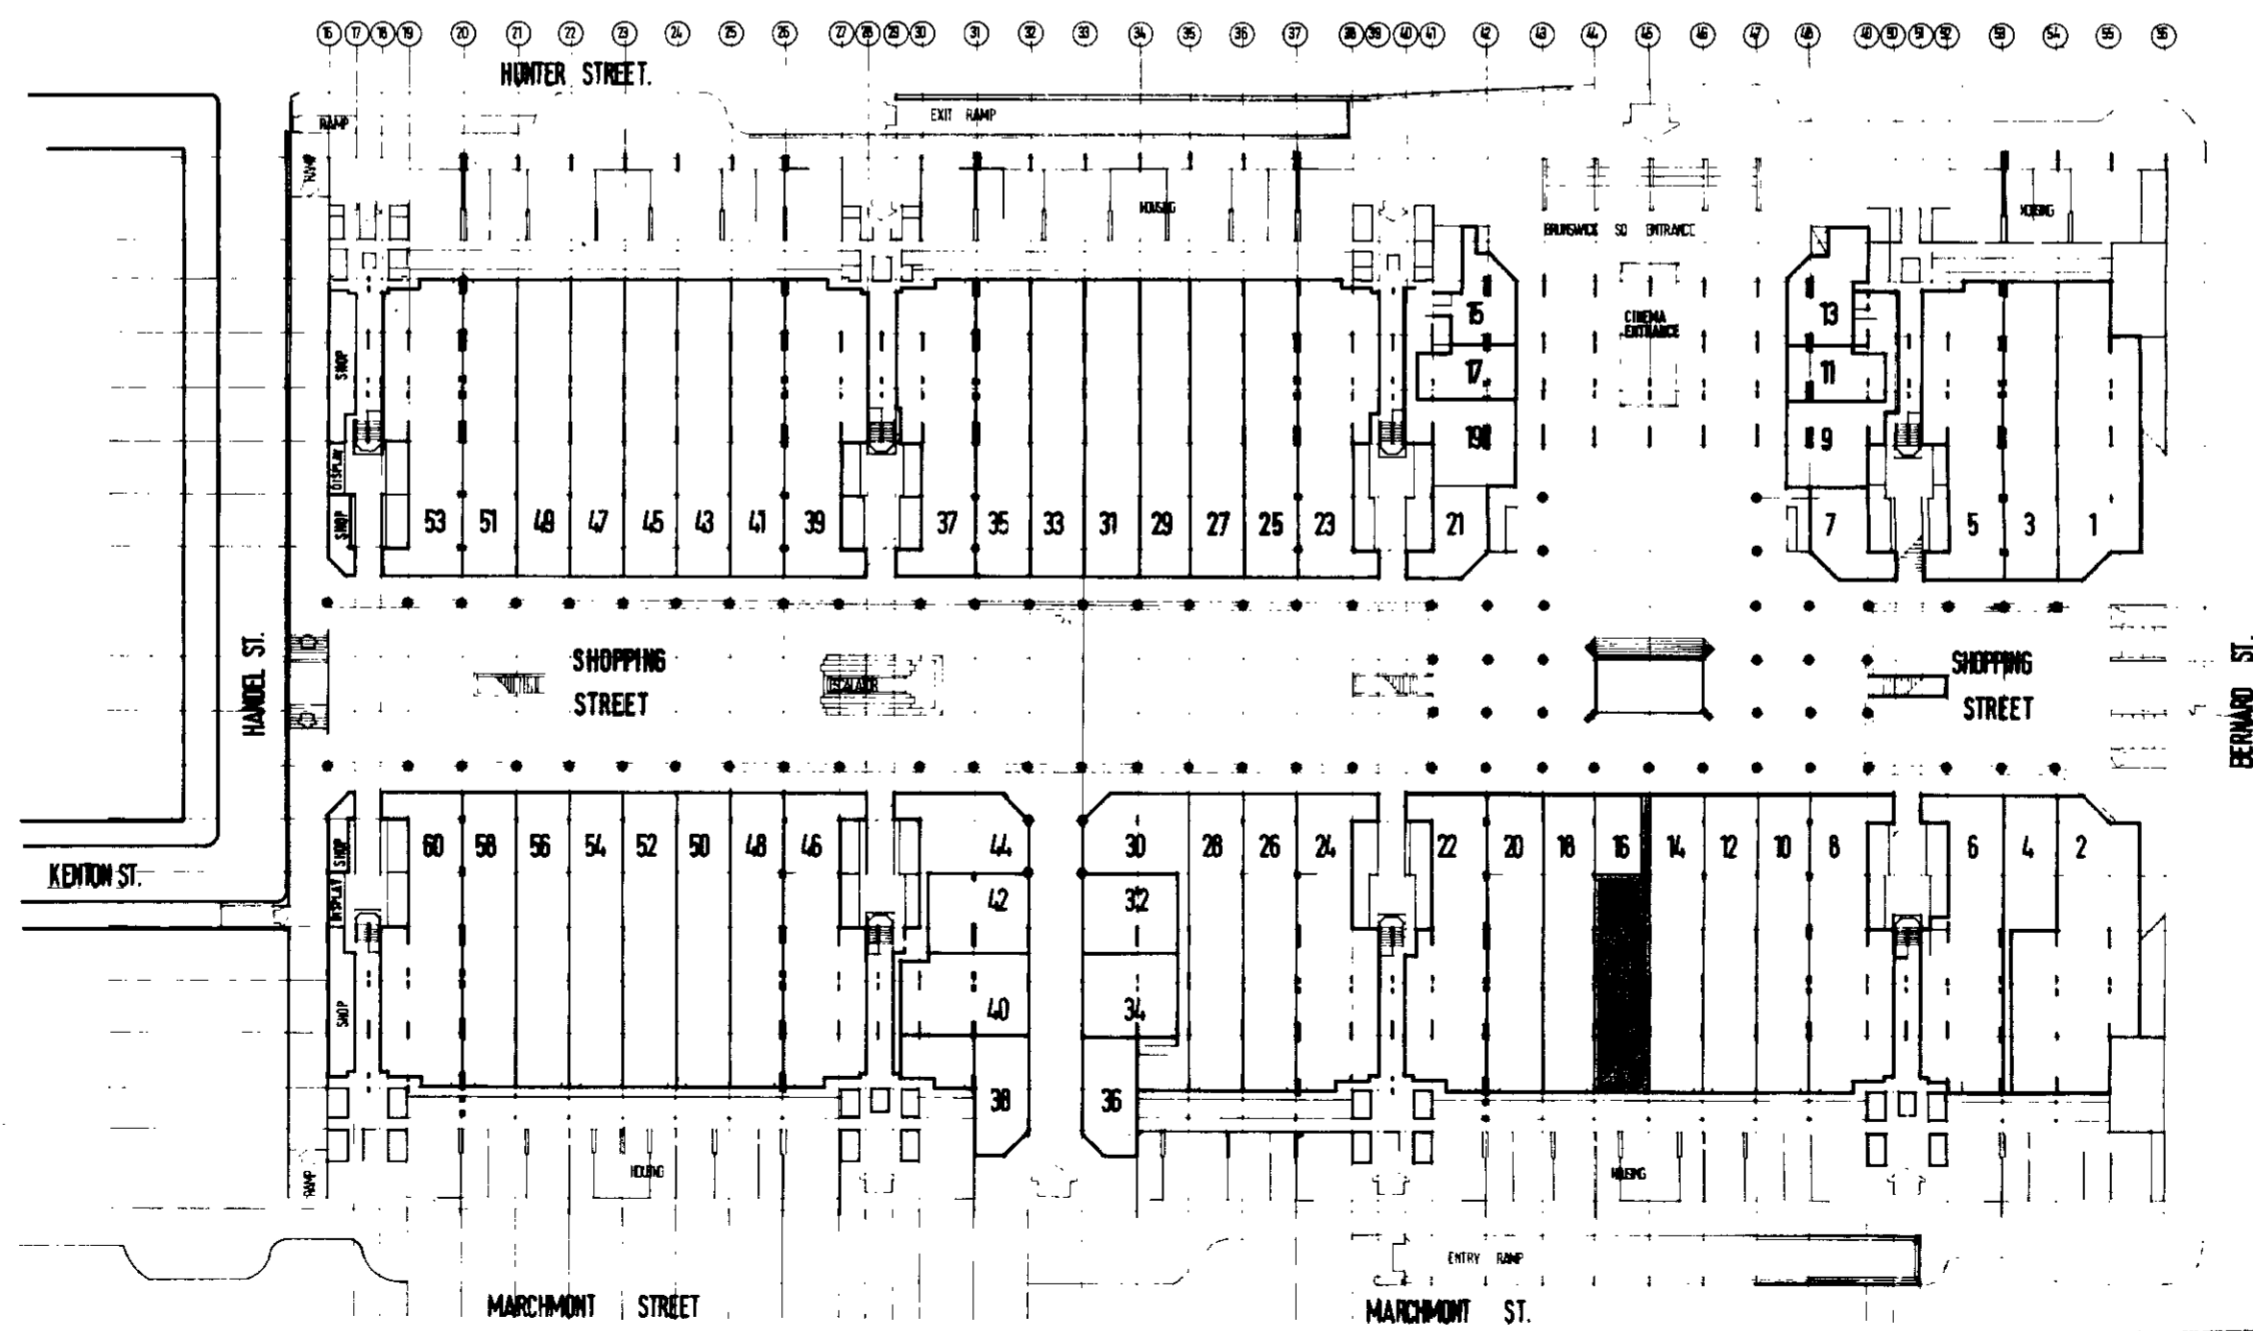 16 17 18 19 20 21 22 23 24 25 26 27 28 29 30 31 32 33 34 35 36 37 38 39 40 41 42 43 44 45 46 47 48 49 50 51 52 53 54 55 56
HUNTER STREET.
EXIT RAMP
RAMP
RAMP
HOUSING
HOUSING
BRUNSWICK SQ ENTRANCE
CINEMA
ENTRANCE
15
13
SHOP
17
11
19
9
DISPLAY
SHOP
53 51 49 47 45 43 41 39 37 35 33 31 29 27 25 23 21 7 5 3 1
HANDEL ST.
SHOPPING
STREET
ESCALATOR
SHOPPING
STREET
BERNARD ST.
SHOP
60 58 56 54 52 50 48 46 44 30 28 26 24 22 20 18 16 14 12 10 8 6 4 2
KENTON ST.
DISPLAY
42
32
SHOP
40
34
38
36
RAMP
HOUSING
HOUSING
ENTRY RAMP
MARCHMONT STREET
MARCHMONT ST.